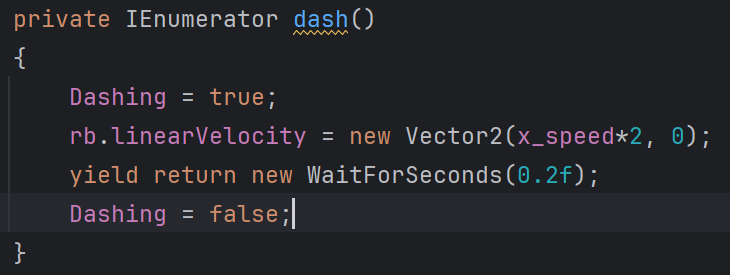 private IEnumerator dash()
{
    Dashing = true;
    rb.linearVelocity = new Vector2(x_speed*2, 0);
    yield return new WaitForSeconds(0.2f);
    Dashing = false;
}